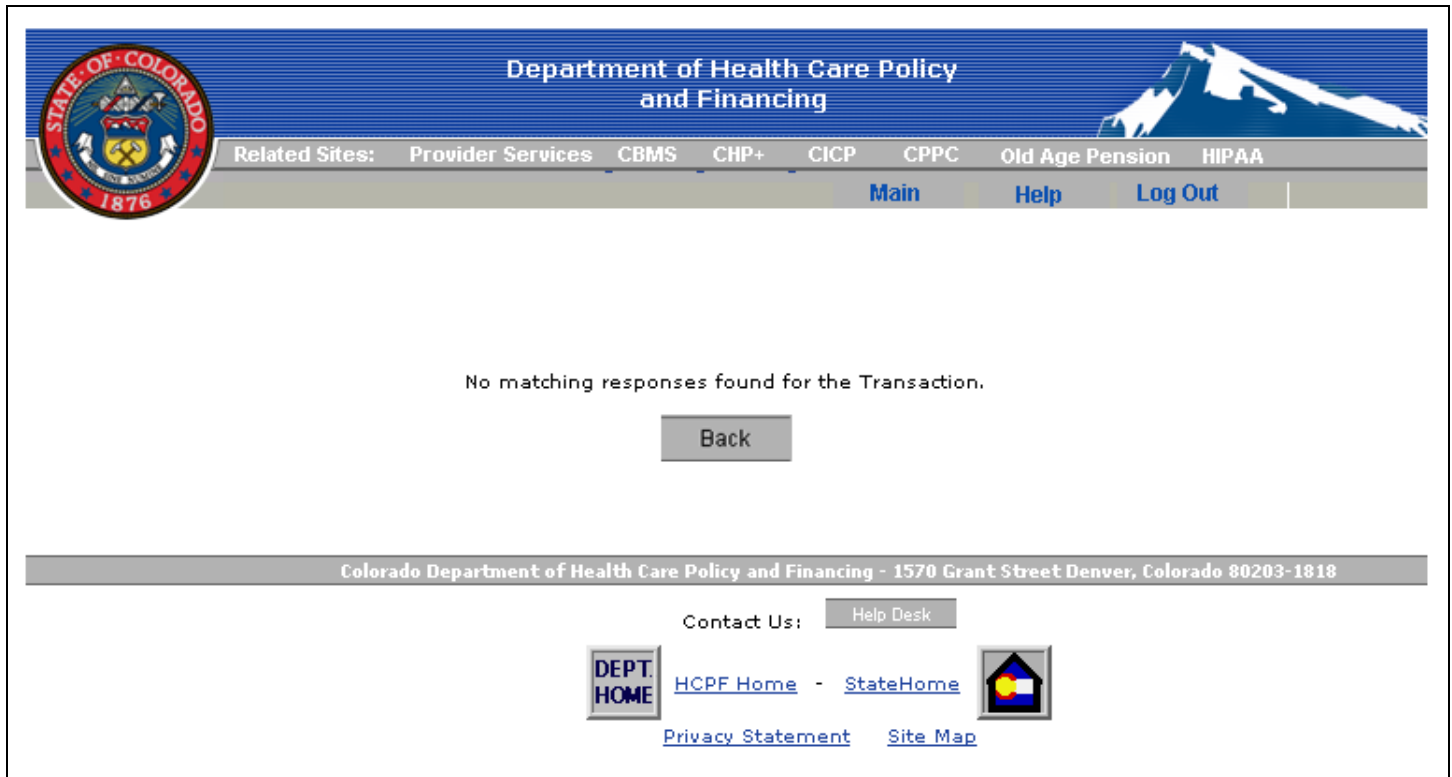 STATE·OF·COLORADO
1876
Department of Health Care Policy
and Financing
Related Sites: Provider Services CBMS CHP+ CICP CPPC Old Age Pension HIPAA
Main Help Log Out
No matching responses found for the Transaction.
Back
Colorado Department of Health Care Policy and Financing - 1570 Grant Street Denver, Colorado 80203-1818
Contact Us: Help Desk
DEPT.
HOME
HCPF Home - StateHome
Privacy Statement Site Map